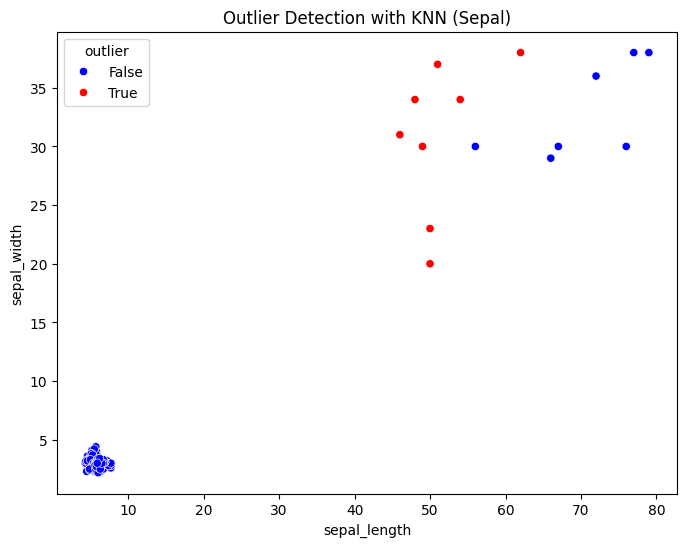 Outlier Detection with KNN (Sepal)
outlier
False
True
35
30
25
20
15
10
5
sepal_width
10 20 30 40 50 60 70 80
sepal_length